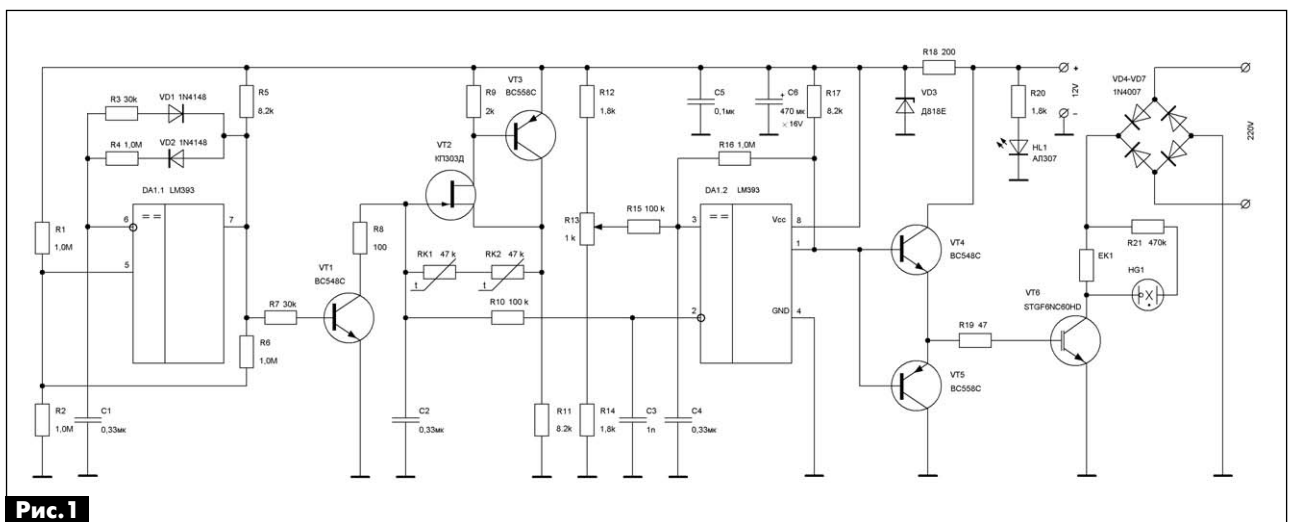 R3 30k
VD1 1N4148
R4 1,0M
VD2 1N4148
R5
8,2k
DA1.1 LM393
6
= =
7
5
R1
1,0M
R2
1,0M
C1
0,33мк
R7 30k
R6
1,0M
VT1
BC548C
R8
100
VT2
КП303Д
R9
2k
VT3
BC558C
RK1 47 k
t
RK2 47 k
t
R10 100 k
C2
0,33мк
R11
8.2k
R12
1,8k
R13
1 k
R14
1,8k
R15 100 k
C3
1n
C4
0,33мк
C5
0,1мк
+ C6
470 мк
× 16V
R16 1,0M
R17
8,2k
DA1.2 LM393
3
= =
Vcc
8
1
2
GND
4
VD3
Д818Е
R18 200
VT4
BC548C
VT5
BC558C
R19 47
R20
1,8k
HL1
АЛ307
+
12V
−
VD4-VD7
1N4007
220V
R21 470k
EK1
HG1
VT6
STGF6NC60HD
Рис.1